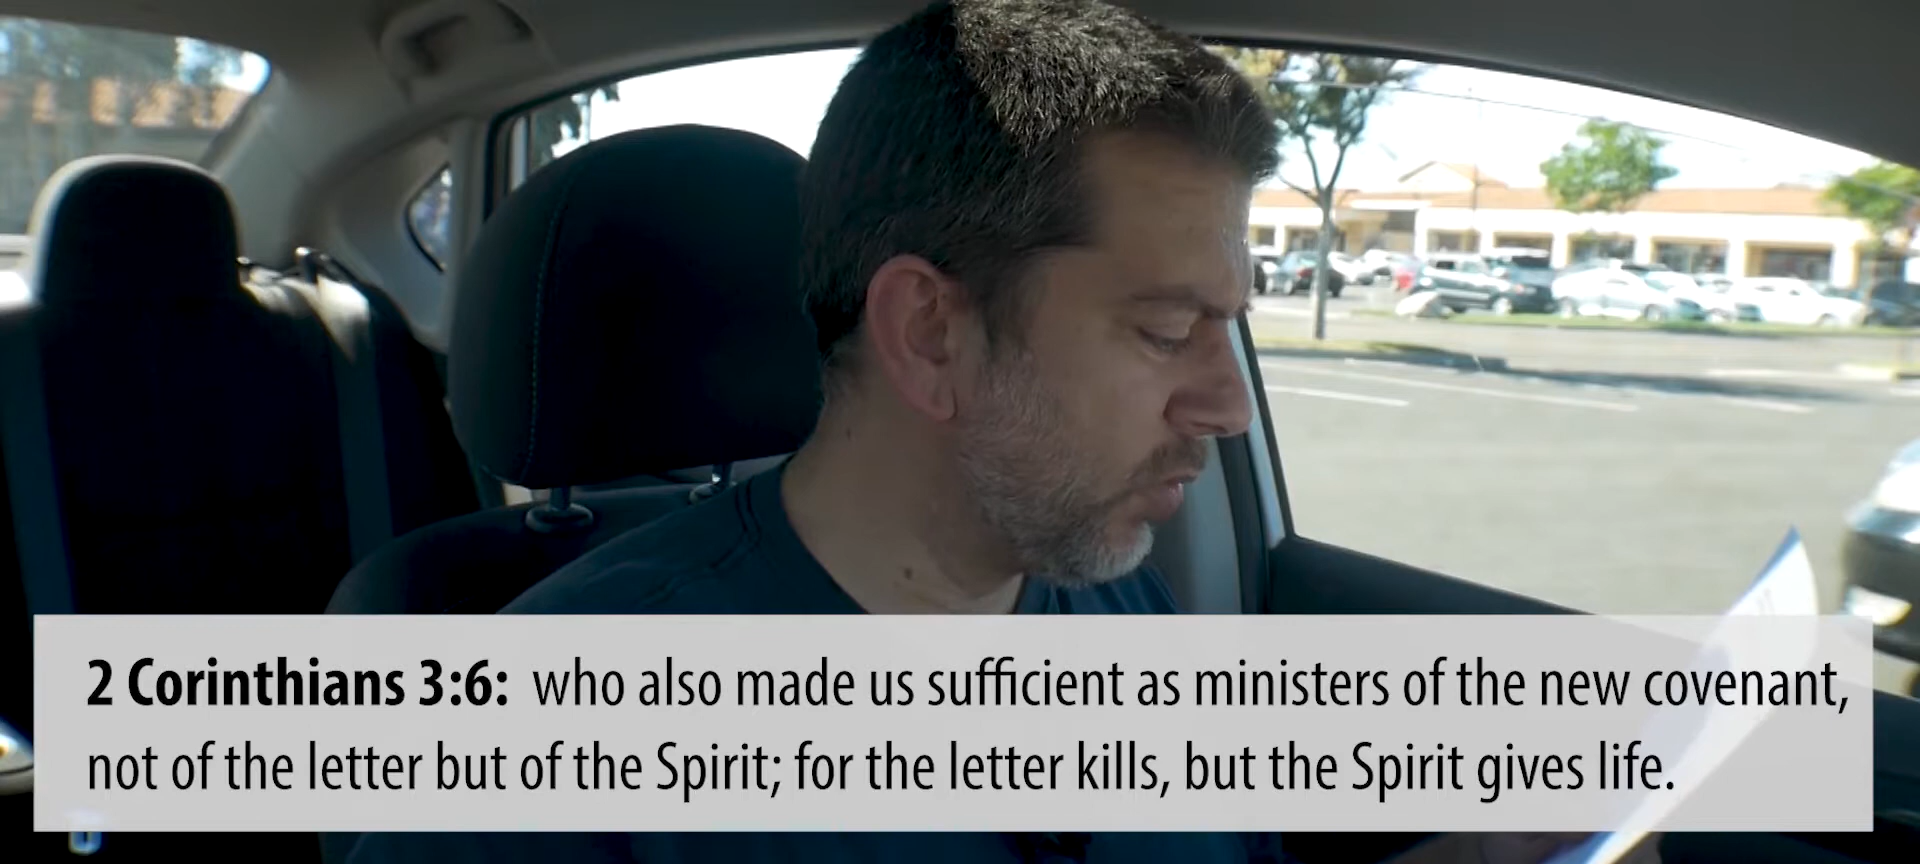 2 Corinthians 3:6: who also made us sufficient as ministers of the new covenant,
not of the letter but of the Spirit; for the letter kills, but the Spirit gives life.